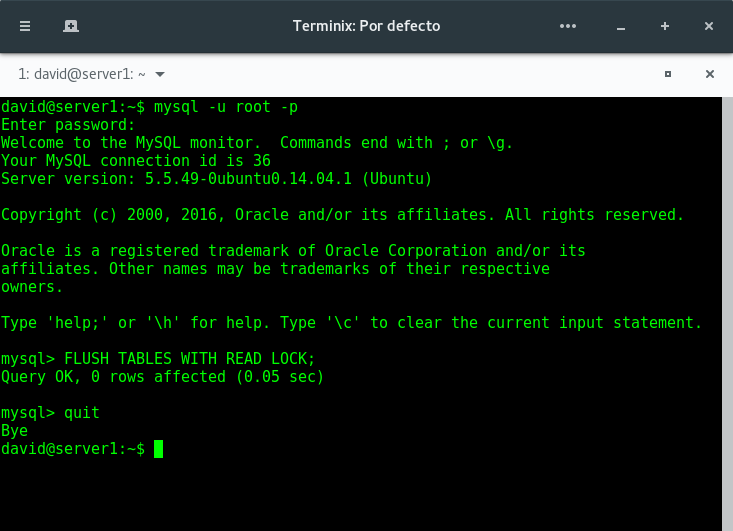 Terminix: Por defecto
1: david@server1: ~
david@server1:~$ mysql -u root -p
Enter password:
Welcome to the MySQL monitor.  Commands end with ; or \g.
Your MySQL connection id is 36
Server version: 5.5.49-0ubuntu0.14.04.1 (Ubuntu)
Copyright (c) 2000, 2016, Oracle and/or its affiliates. All rights reserved.
Oracle is a registered trademark of Oracle Corporation and/or its
affiliates. Other names may be trademarks of their respective
owners.
Type 'help;' or '\h' for help. Type '\c' to clear the current input statement.
mysql> FLUSH TABLES WITH READ LOCK;
Query OK, 0 rows affected (0.05 sec)
mysql> quit
Bye
david@server1:~$